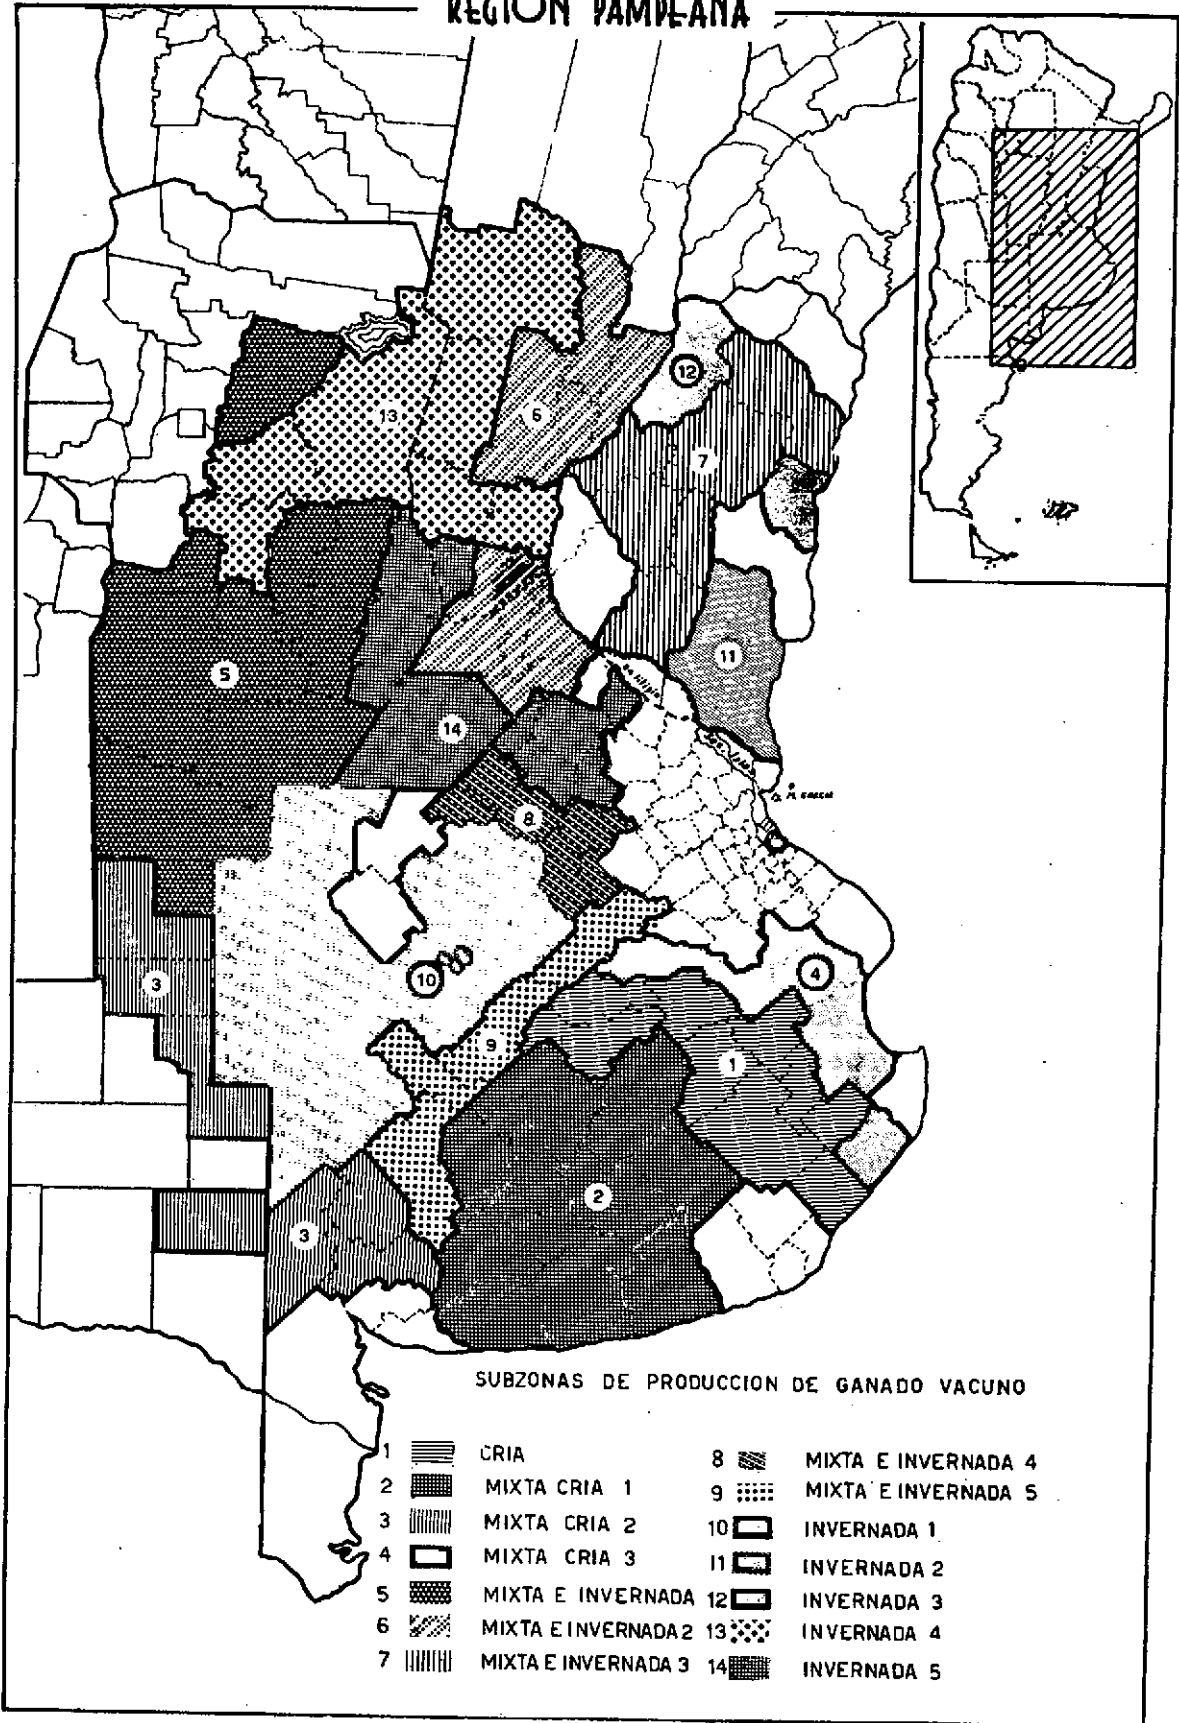 REGION PAMPEANA
12
13
6
7
5
11
14
8
10
4
3
9
1
2
3
SUBZONAS DE PRODUCCION DE GANADO VACUNO
1 CRIA
2 MIXTA CRIA 1
3 MIXTA CRIA 2
4 MIXTA CRIA 3
5 MIXTA E INVERNADA
6 MIXTA E INVERNADA 2
7 MIXTA E INVERNADA 3
8 MIXTA E INVERNADA 4
9 MIXTA E INVERNADA 5
10 INVERNADA 1
11 INVERNADA 2
12 INVERNADA 3
13 INVERNADA 4
14 INVERNADA 5